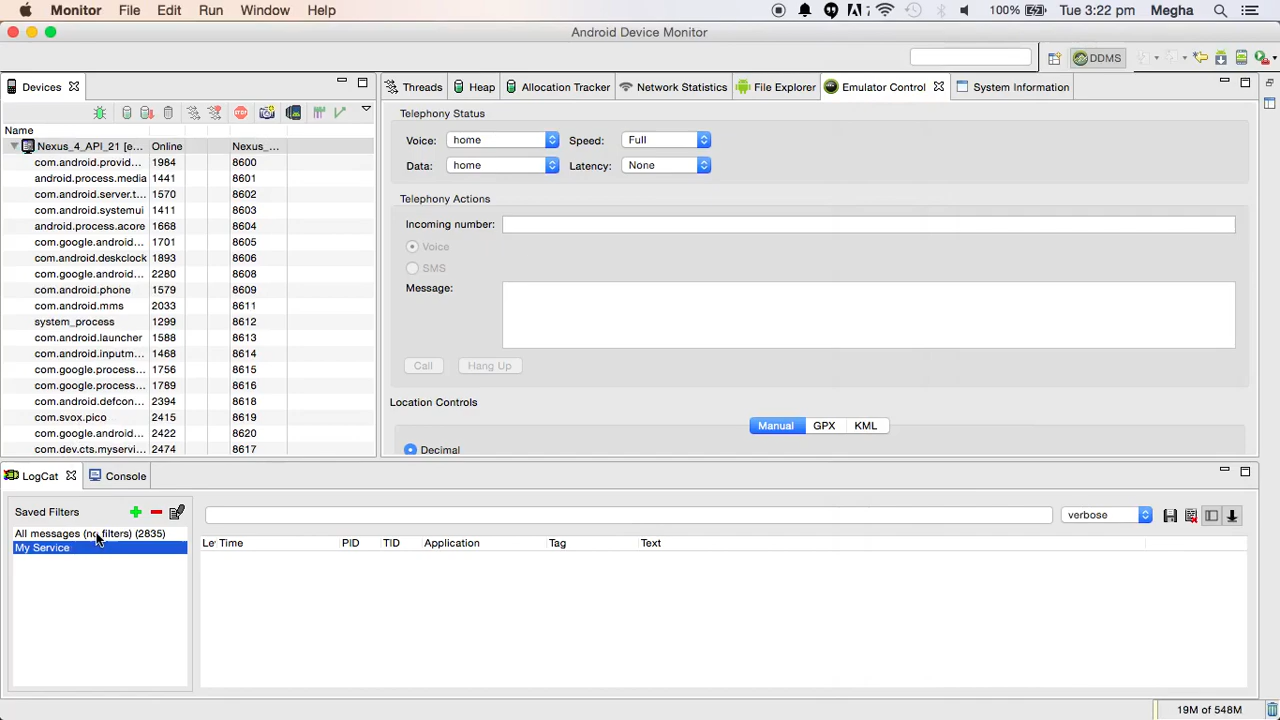 Monitor File Edit Run Window Help 100% Tue 3:22 pm Megha
Android Device Monitor
DDMS
Devices
Name
Nexus_4_API_21 [e... Online Nexus_...
com.android.provid... 1984 8600
android.process.media 1441 8601
com.android.server.t... 1570 8602
com.android.systemui 1411 8603
android.process.acore 1668 8604
com.google.android... 1701 8605
com.android.deskclock 1893 8606
com.google.android... 2280 8608
com.android.phone 1579 8609
com.android.mms 2033 8611
system_process 1299 8612
com.android.launcher 1588 8613
com.android.inputm... 1468 8614
com.google.process... 1756 8615
com.google.process... 1789 8616
com.android.defcon... 2394 8618
com.svox.pico 2415 8619
com.google.android... 2422 8620
com.dev.cts.myservi... 2474 8617
Threads Heap Allocation Tracker Network Statistics File Explorer Emulator Control System Information
Telephony Status
Voice: home Speed: Full
Data: home Latency: None
Telephony Actions
Incoming number:
Voice
SMS
Message:
Call Hang Up
Location Controls
Manual GPX KML
Decimal
LogCat Console
Saved Filters
All messages (no filters) (2835)
My Service
verbose
Le Time PID TID Application Tag Text
19M of 548M